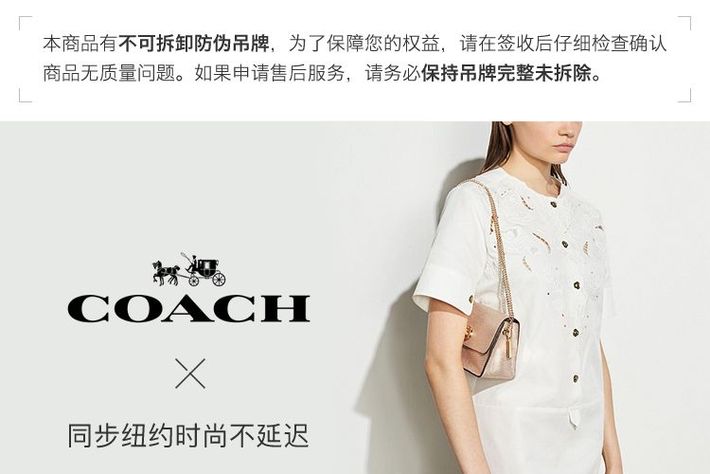 本商品有不可拆卸防伪吊牌，为了保障您的权益，请在签收后仔细检查确认
商品无质量问题。如果申请售后服务，请务必保持吊牌完整未拆除。
COACH
×
同步纽约时尚不延迟